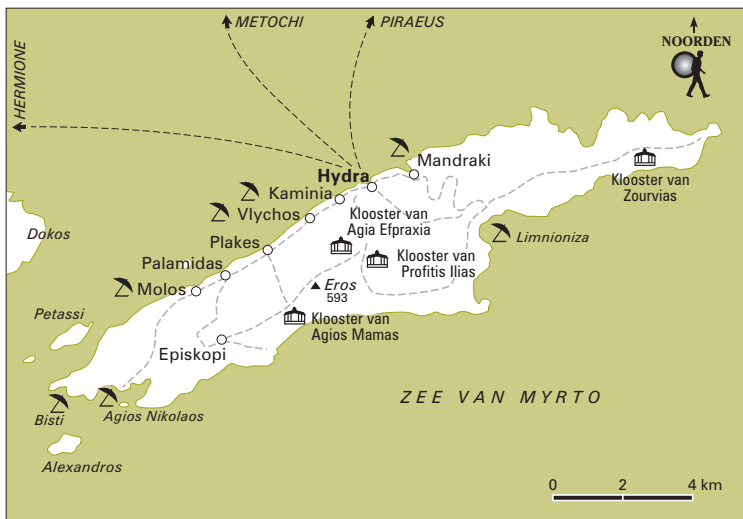 METOCHI
PIRAEUS
HERMIONE
NOORDEN
Mandraki
Hydra
Kaminia
Vlychos
Plakes
Palamidas
Molos
Klooster van
Agia Efpraxia
Klooster van
Profitis Ilias
Klooster van
Zourvias
Limnioniza
Eros
593
Klooster van
Agios Mamas
Episkopi
Dokos
Petassi
Bisti
Agios Nikolaos
Alexandros
ZEE VAN MYRTO
0 2 4 km